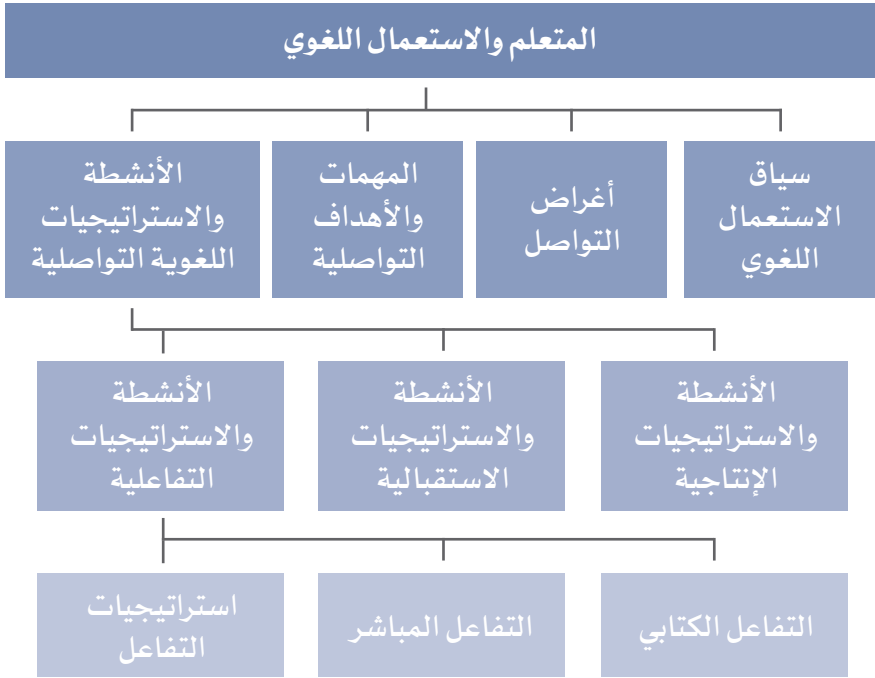 المتعلم والاستعمال اللغوي
سياق
الاستعمال
اللغوي
أغراض
التواصل
المهمات
والأهداف
التواصلية
الأنشطة
والاستراتيجيات
اللغوية التواصلية
الأنشطة
والاستراتيجيات
الإنتاجية
الأنشطة
والاستراتيجيات
الاستقبالية
الأنشطة
والاستراتيجيات
التفاعلية
التفاعل الكتابي
التفاعل المباشر
استراتيجيات
التفاعل